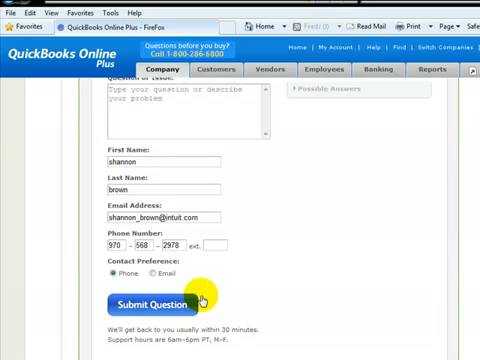 File Edit View Favorites Tools Help
Favorites QuickBooks Online Plus - FireFox Home Feeds (J) Read Mail Print Page Safe
QuickBooks Online
Plus
Questions before you buy?
Call 1-800-286-6800
Home | My Account | Help | Find | Switch Companies |
Company Customers Vendors Employees Banking Reports
Question or Issue:
Type your question or describe
your problem
Possible Answers
First Name:
shannon
Last Name:
brown
Email Address:
shannon_brown@intuit.com
Phone Number:
970 - 568 - 2978 ext.
Contact Preference:
Phone Email
Submit Question
We'll get back to you usually within 30 minutes.
Support hours are 6am–6pm PT, M–F.